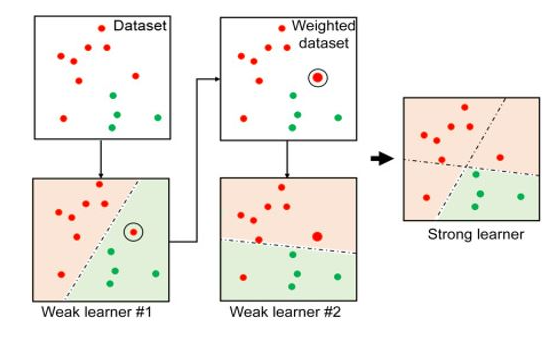 Dataset
Weighted
dataset
Weak learner #1
Weak learner #2
Strong learner